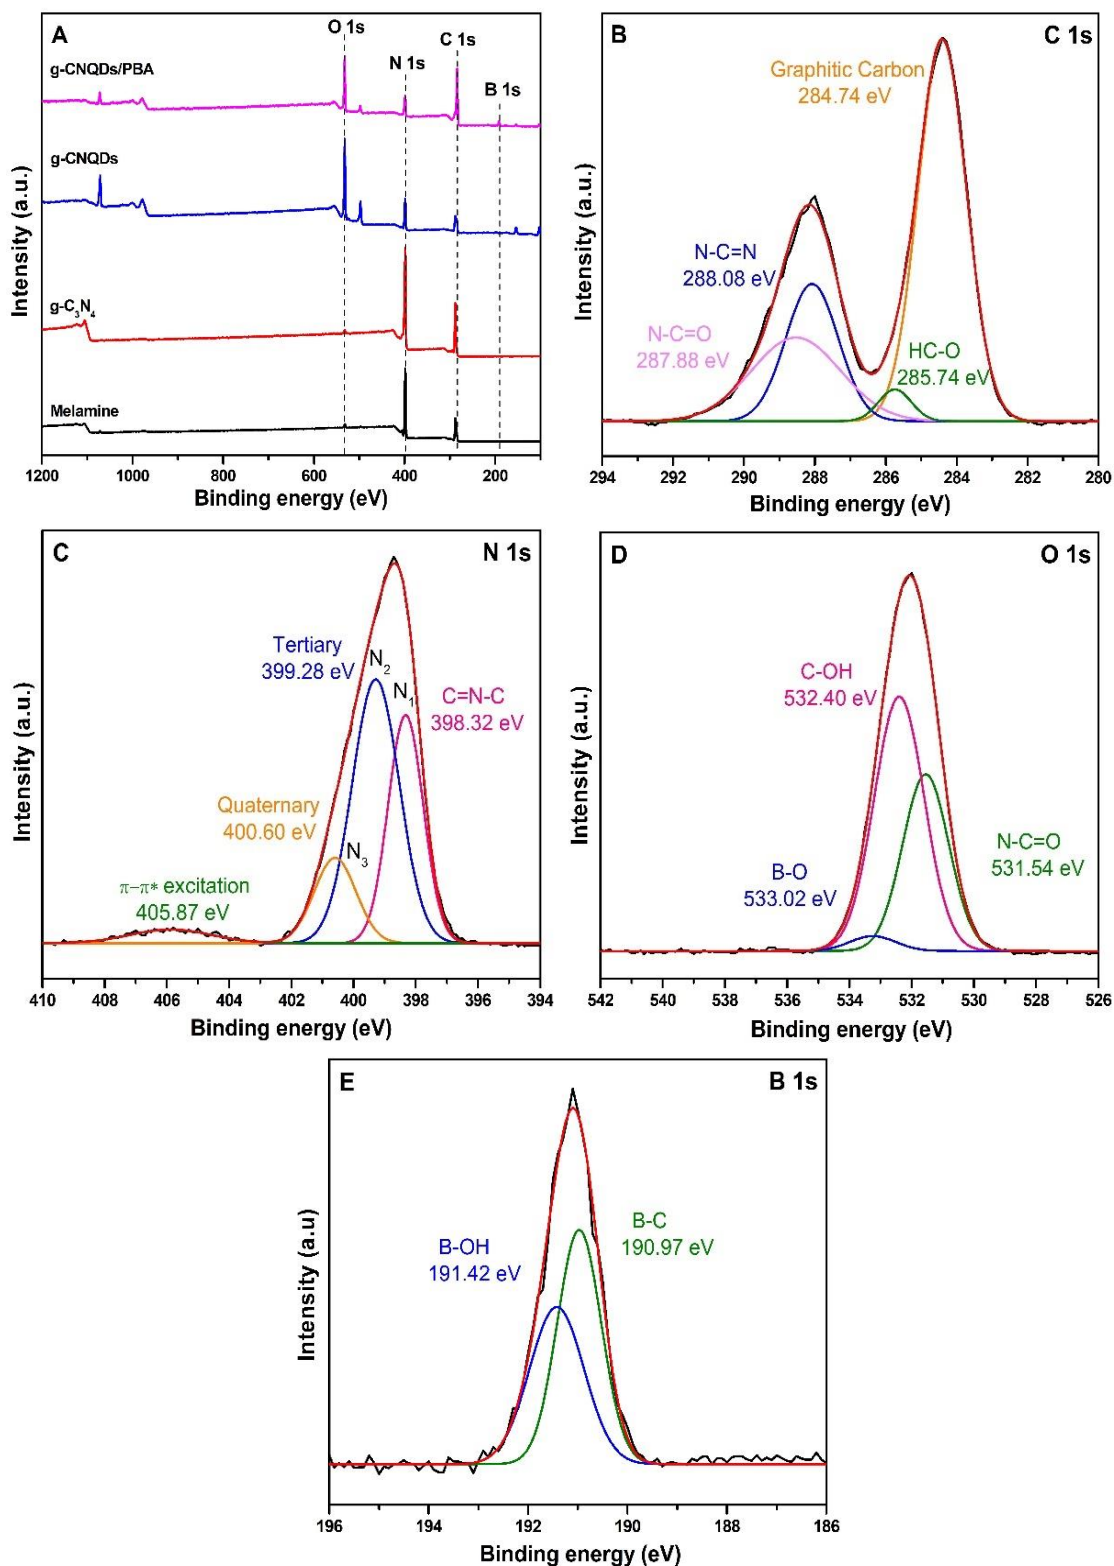 A
O 1s
N 1s
C 1s
B 1s
g-CNQDs/PBA
g-CNQDs
g-C3N4
Melamine
Intensity (a.u.)
1200 1000 800 600 400 200
Binding energy (eV)
B
C 1s
Graphitic Carbon
284.74 eV
N-C=N
288.08 eV
N-C=O
287.88 eV
HC-O
285.74 eV
Intensity (a.u.)
294 292 290 288 286 284 282 280
Binding energy (eV)
C
N 1s
Tertiary
399.28 eV
N2
N1
C=N-C
398.32 eV
Quaternary
400.60 eV
N3
π–π* excitation
405.87 eV
Intensity (a.u.)
410 408 406 404 402 400 398 396 394
Binding energy (eV)
D
O 1s
C-OH
532.40 eV
N-C=O
531.54 eV
B-O
533.02 eV
Intensity (a.u.)
542 540 538 536 534 532 530 528 526
Binding energy (eV)
E
B 1s
B-C
190.97 eV
B-OH
191.42 eV
Intensity (a.u)
196 194 192 190 188 186
Binding energy (eV)